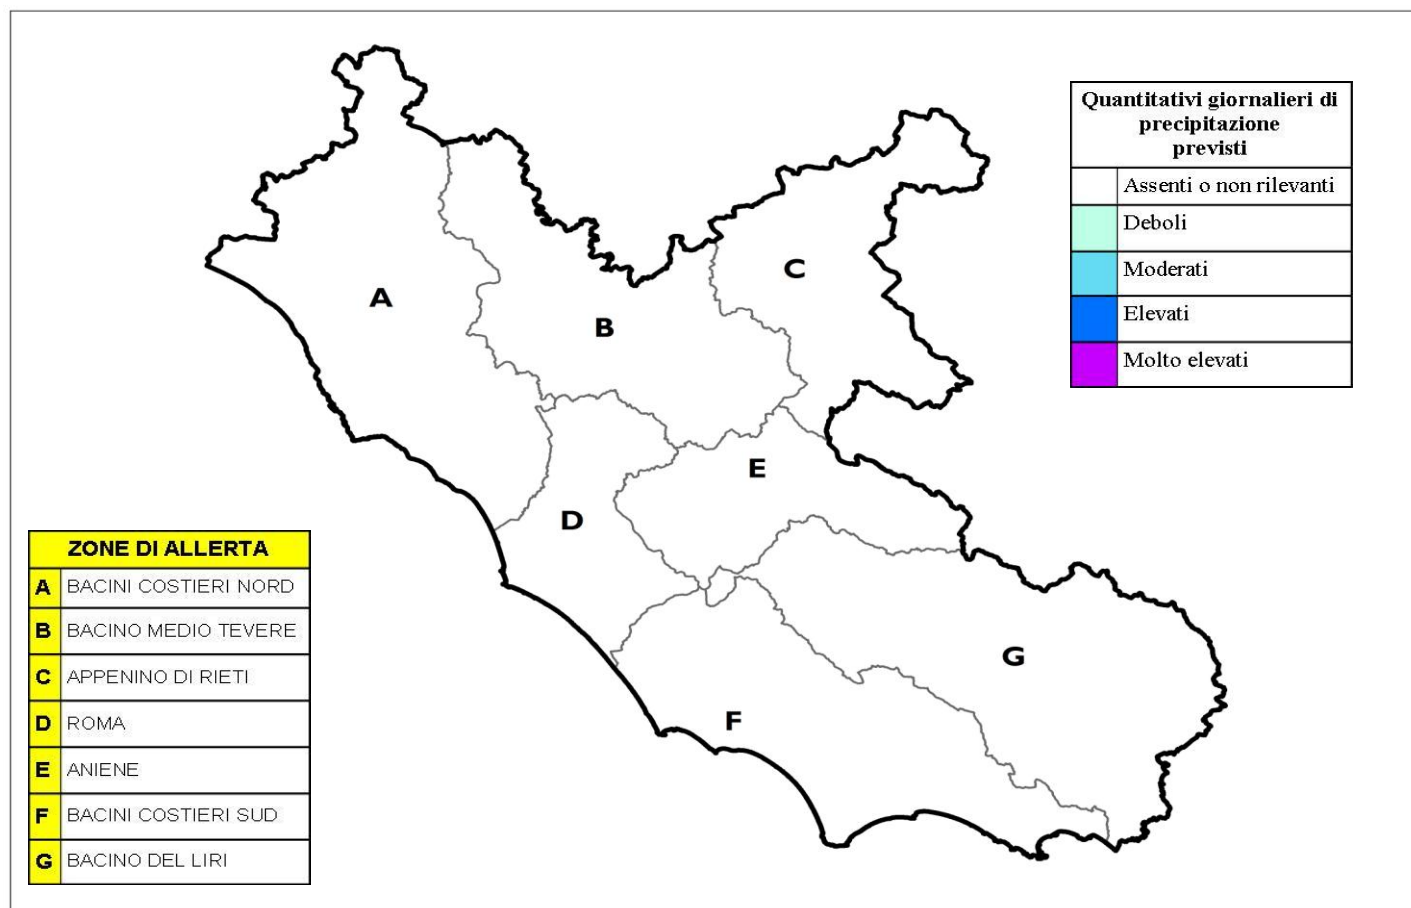 Quantitativi giornalieri di
precipitazione
previsti
Assenti o non rilevanti
Deboli
Moderati
Elevati
Molto elevati
A
B
C
D
E
F
G
ZONE DI ALLERTA
A BACINI COSTIERI NORD
B BACINO MEDIO TEVERE
C APPENINO DI RIETI
D ROMA
E ANIENE
F BACINI COSTIERI SUD
G BACINO DEL LIRI